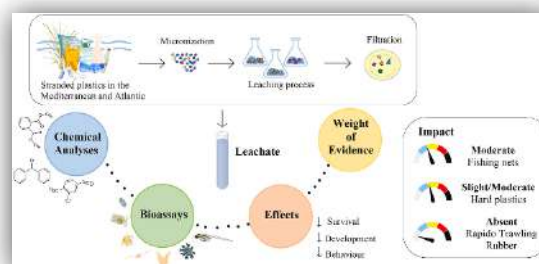 Micronization
Filtration
Stranded plastics in the
Mediterranean and Atlantic
Leaching process
Chemical
Analyses
Leachate
Weight of
Evidence
Bioassays
Effects
↓ Survival
↓ Development
↓ Behaviour
Impact
Moderate
Fishing nets
Slight/Moderate
Hard plastics
Absent
Rapido Trawling
Rubber